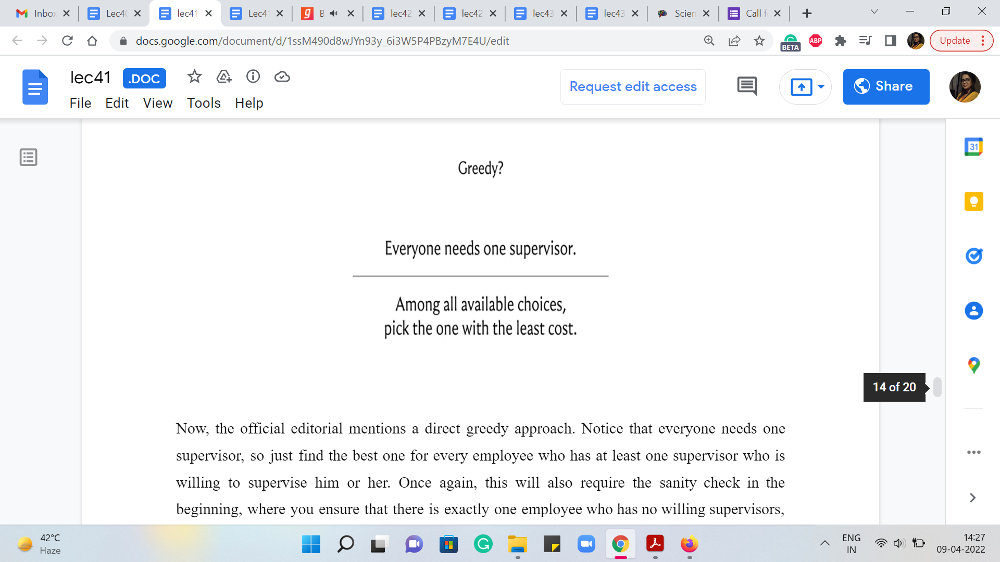 Inbox
Lec40
lec41
Lec41
B
lec42
lec42
lec43
lec43
Scien
Call f
docs.google.com/document/d/1ssM490d8wJYn93y_6i3W5P4PBzyM7E4U/edit
BETA
ABP
Update
lec41 .DOC
File Edit View Tools Help
Request edit access
Share
31
Greedy?
Everyone needs one supervisor.
Among all available choices,
pick the one with the least cost.
14 of 20
Now, the official editorial mentions a direct greedy approach. Notice that everyone needs one
supervisor, so just find the best one for every employee who has at least one supervisor who is
willing to supervise him or her. Once again, this will also require the sanity check in the
beginning, where you ensure that there is exactly one employee who has no willing supervisors,
42°C
Haze
ENG
IN
14:27
09-04-2022